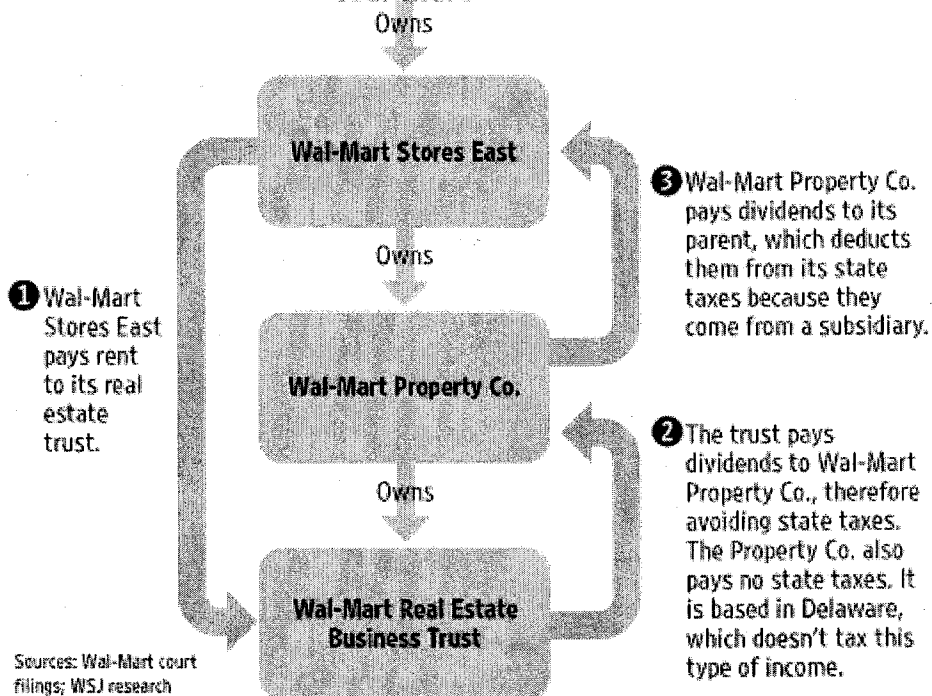 Owns
Wal-Mart Stores East
Owns
Wal-Mart Property Co.
Owns
Wal-Mart Real Estate
Business Trust
1 Wal-Mart
Stores East
pays rent
to its real
estate
trust.
3 Wal-Mart Property Co.
pays dividends to its
parent, which deducts
them from its state
taxes because they
come from a subsidiary.
2 The trust pays
dividends to Wal-Mart
Property Co., therefore
avoiding state taxes.
The Property Co. also
pays no state taxes. It
is based in Delaware,
which doesn't tax this
type of income.
Sources: Wal-Mart court
filings; WSJ research